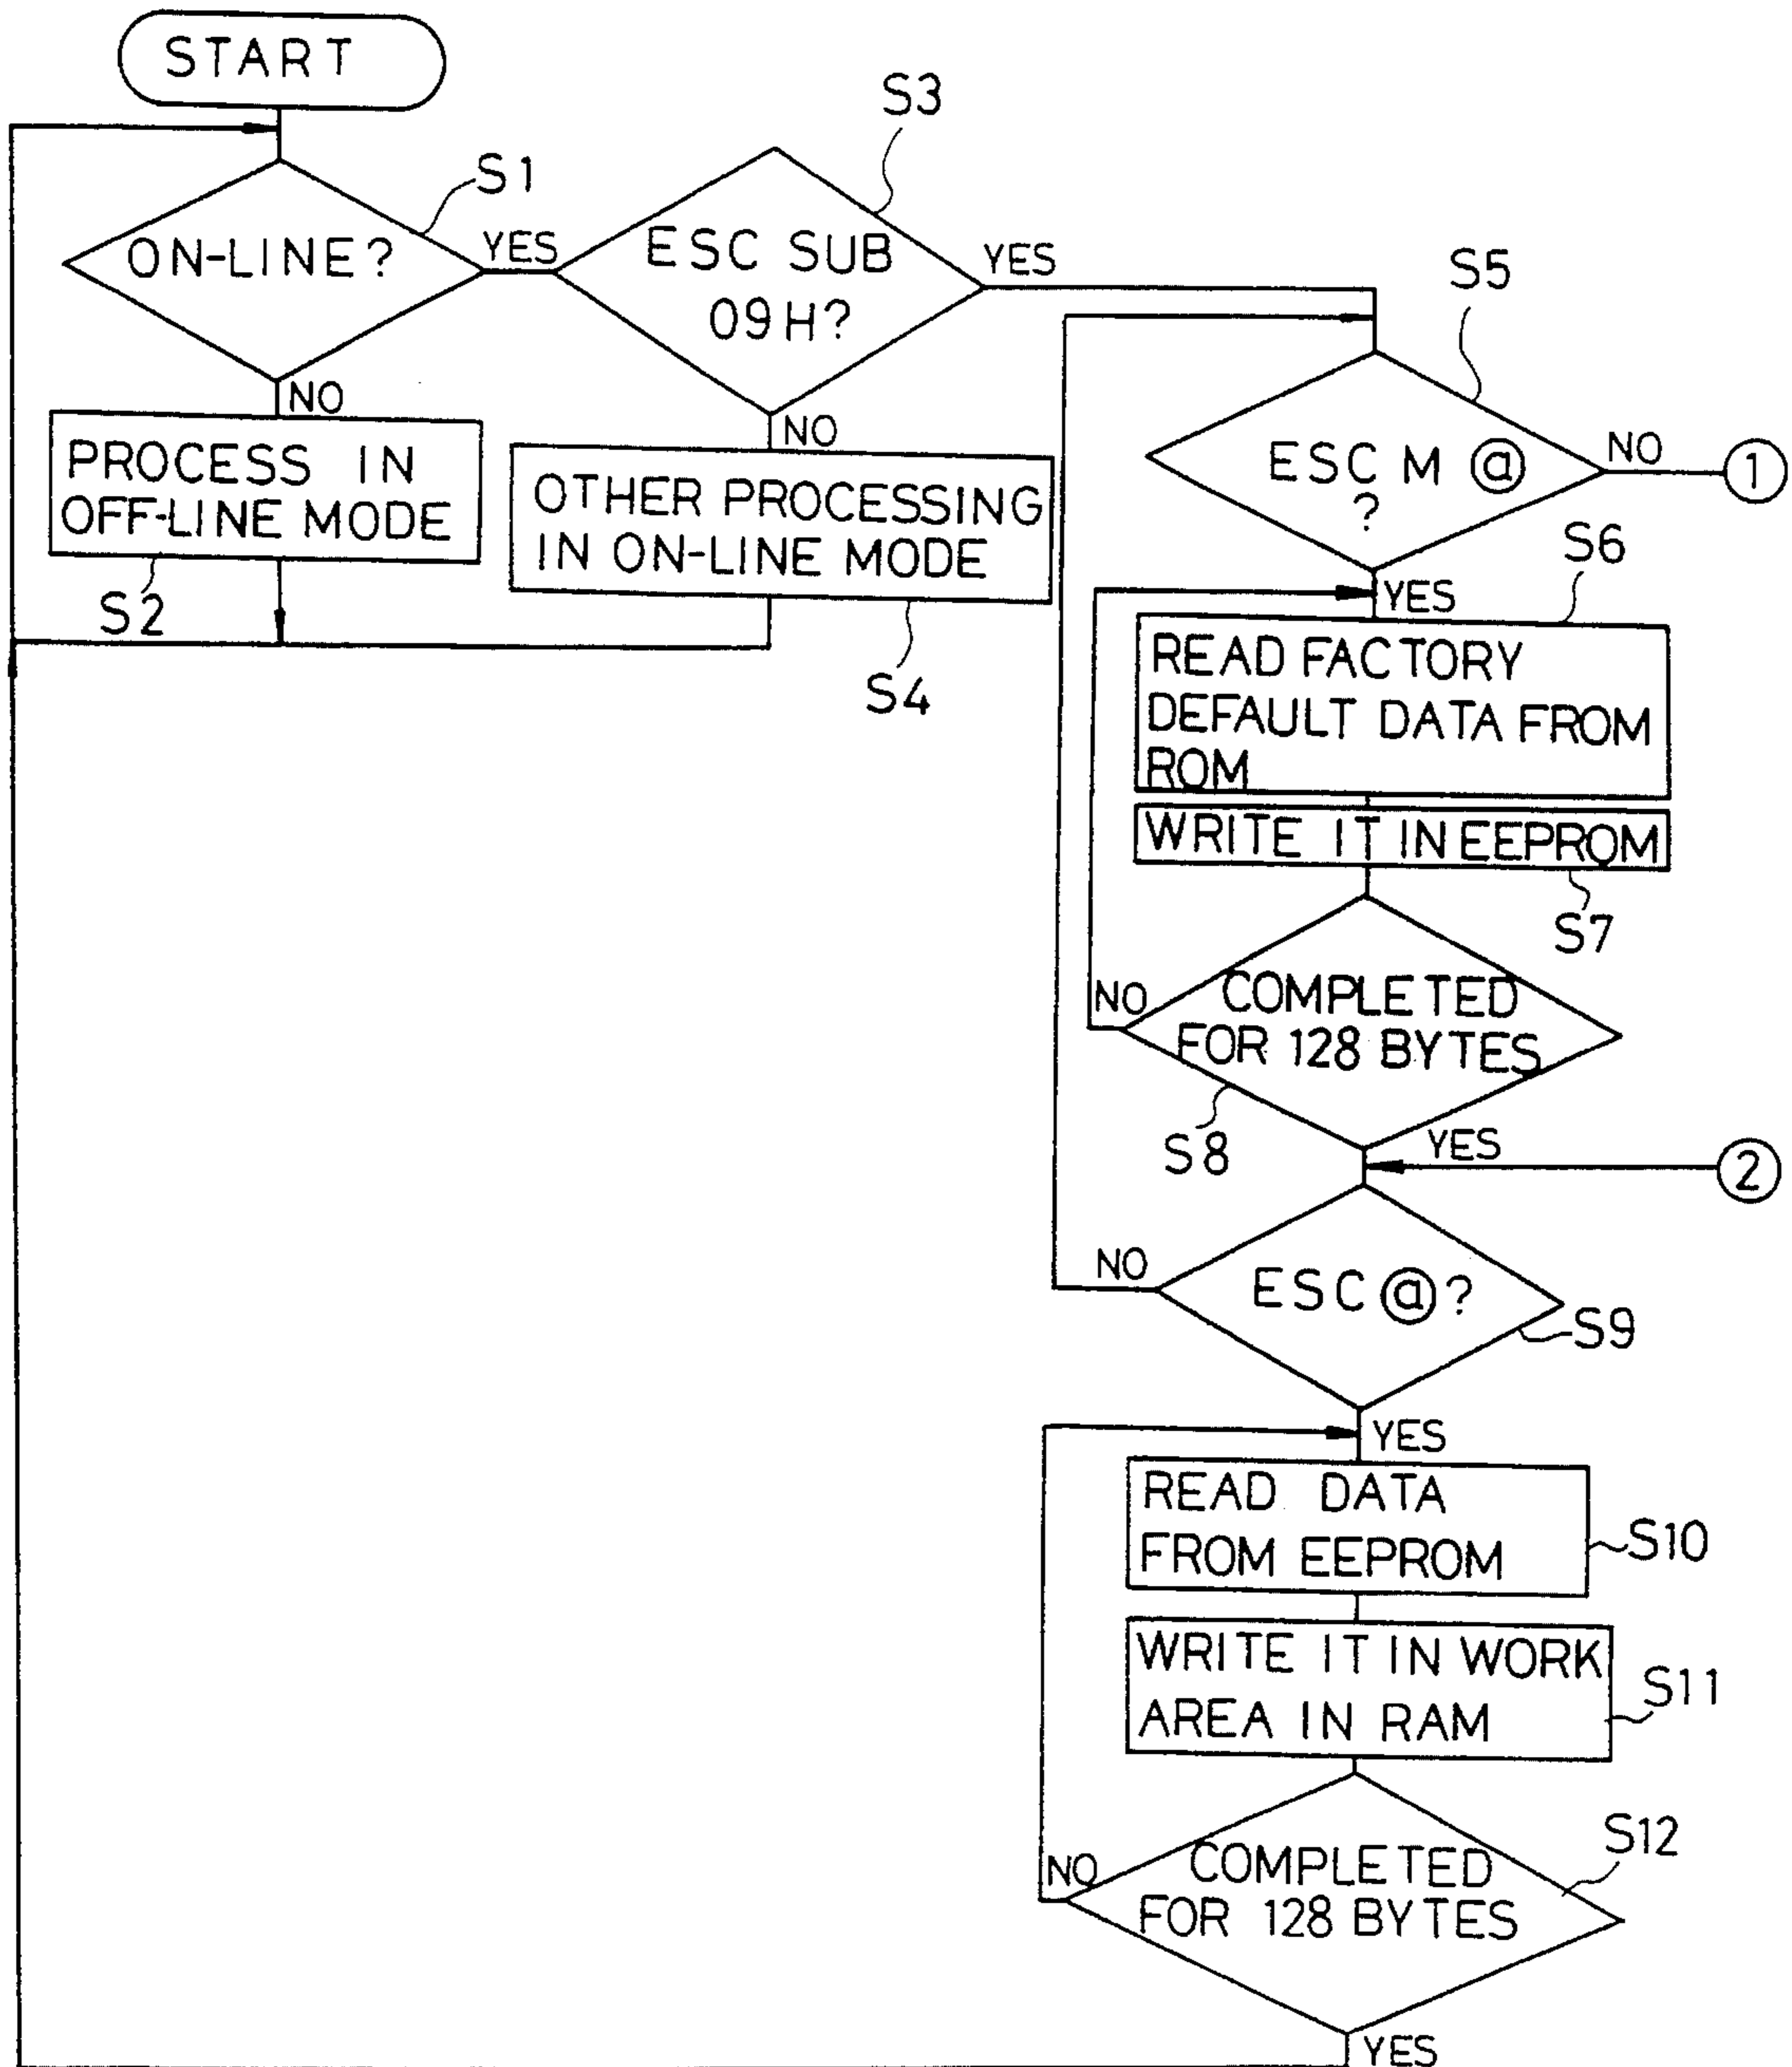 START
S1
ON-LINE?
YES
NO
PROCESS IN
OFF-LINE MODE
S2
S3
ESC SUB
09H?
YES
NO
OTHER PROCESSING
IN ON-LINE MODE
S4
S5
ESC M @
?
NO
1
YES
S6
READ FACTORY
DEFAULT DATA FROM
ROM
WRITE IT IN EEPROM
S7
COMPLETED
FOR 128 BYTES
NO
S8
YES
2
ESC @?
NO
S9
YES
READ DATA
FROM EEPROM
S10
WRITE IT IN WORK
AREA IN RAM
S11
S12
COMPLETED
FOR 128 BYTES
NO
YES